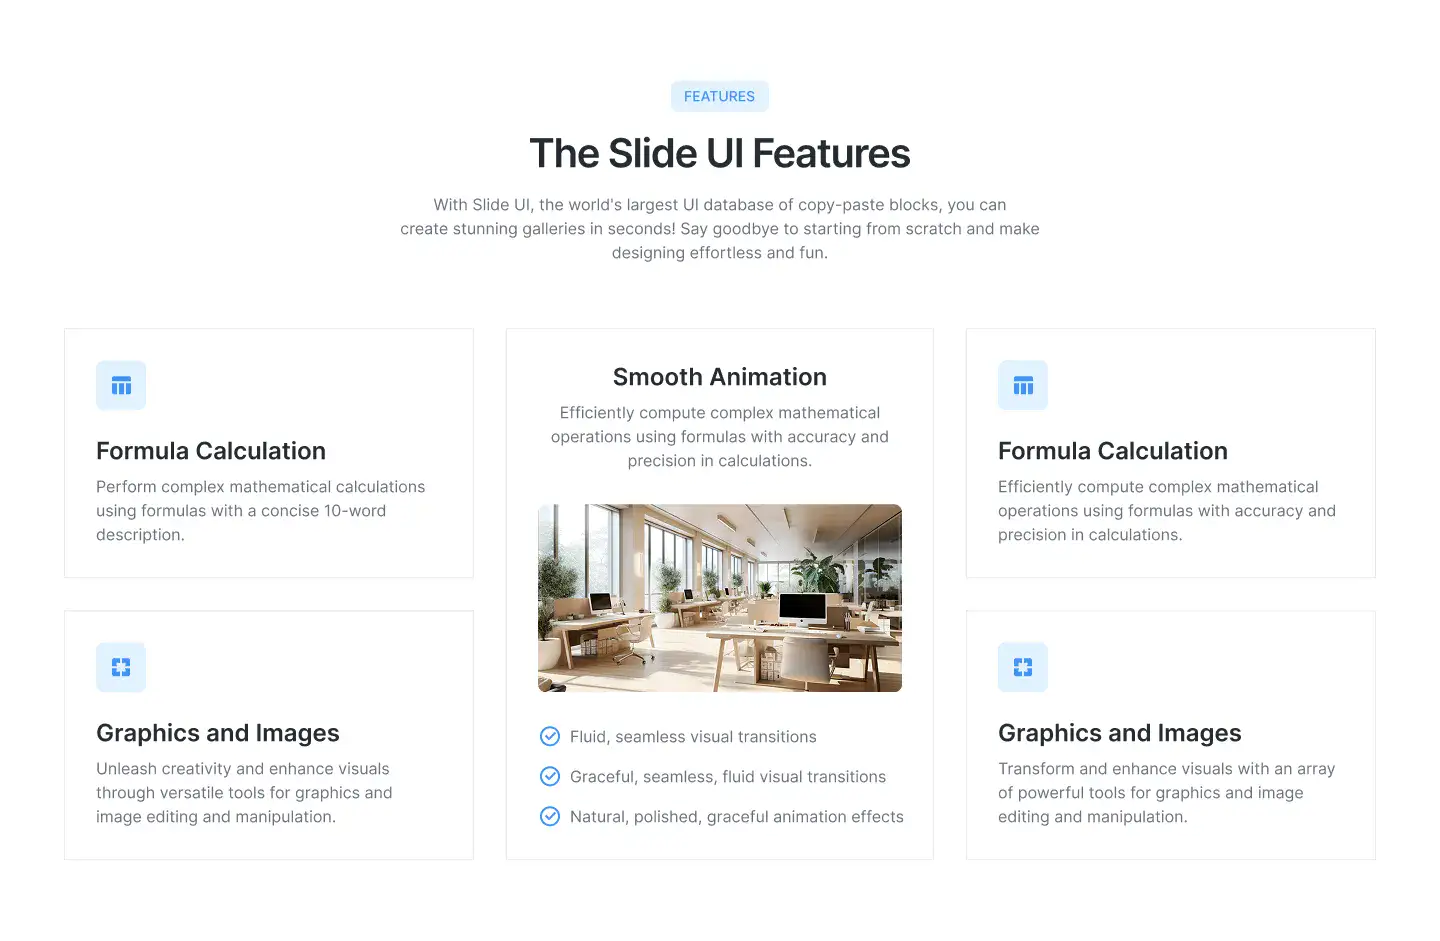 FEATURES
The Slide UI Features
With Slide UI, the world's largest UI database of copy-paste blocks, you can
create stunning galleries in seconds! Say goodbye to starting from scratch and make
designing effortless and fun.
Formula Calculation
Perform complex mathematical calculations
using formulas with a concise 10-word
description.
Graphics and Images
Unleash creativity and enhance visuals
through versatile tools for graphics and
image editing and manipulation.
Smooth Animation
Efficiently compute complex mathematical
operations using formulas with accuracy and
precision in calculations.
Fluid, seamless visual transitions
Graceful, seamless, fluid visual transitions
Natural, polished, graceful animation effects
Formula Calculation
Efficiently compute complex mathematical
operations using formulas with accuracy and
precision in calculations.
Graphics and Images
Transform and enhance visuals with an array
of powerful tools for graphics and image
editing and manipulation.